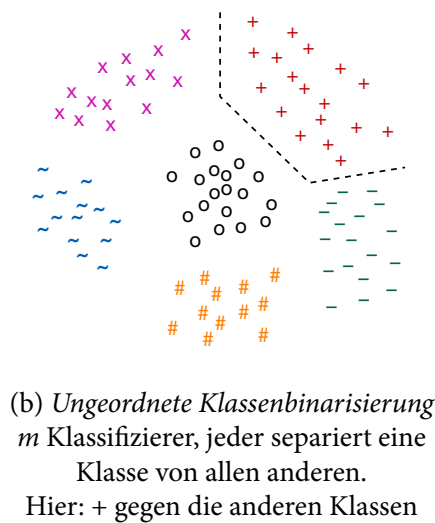 (b) Ungeordnete Klassenbinarisierung
m Klassifizierer, jeder separiert eine
Klasse von allen anderen.
Hier: + gegen die anderen Klassen